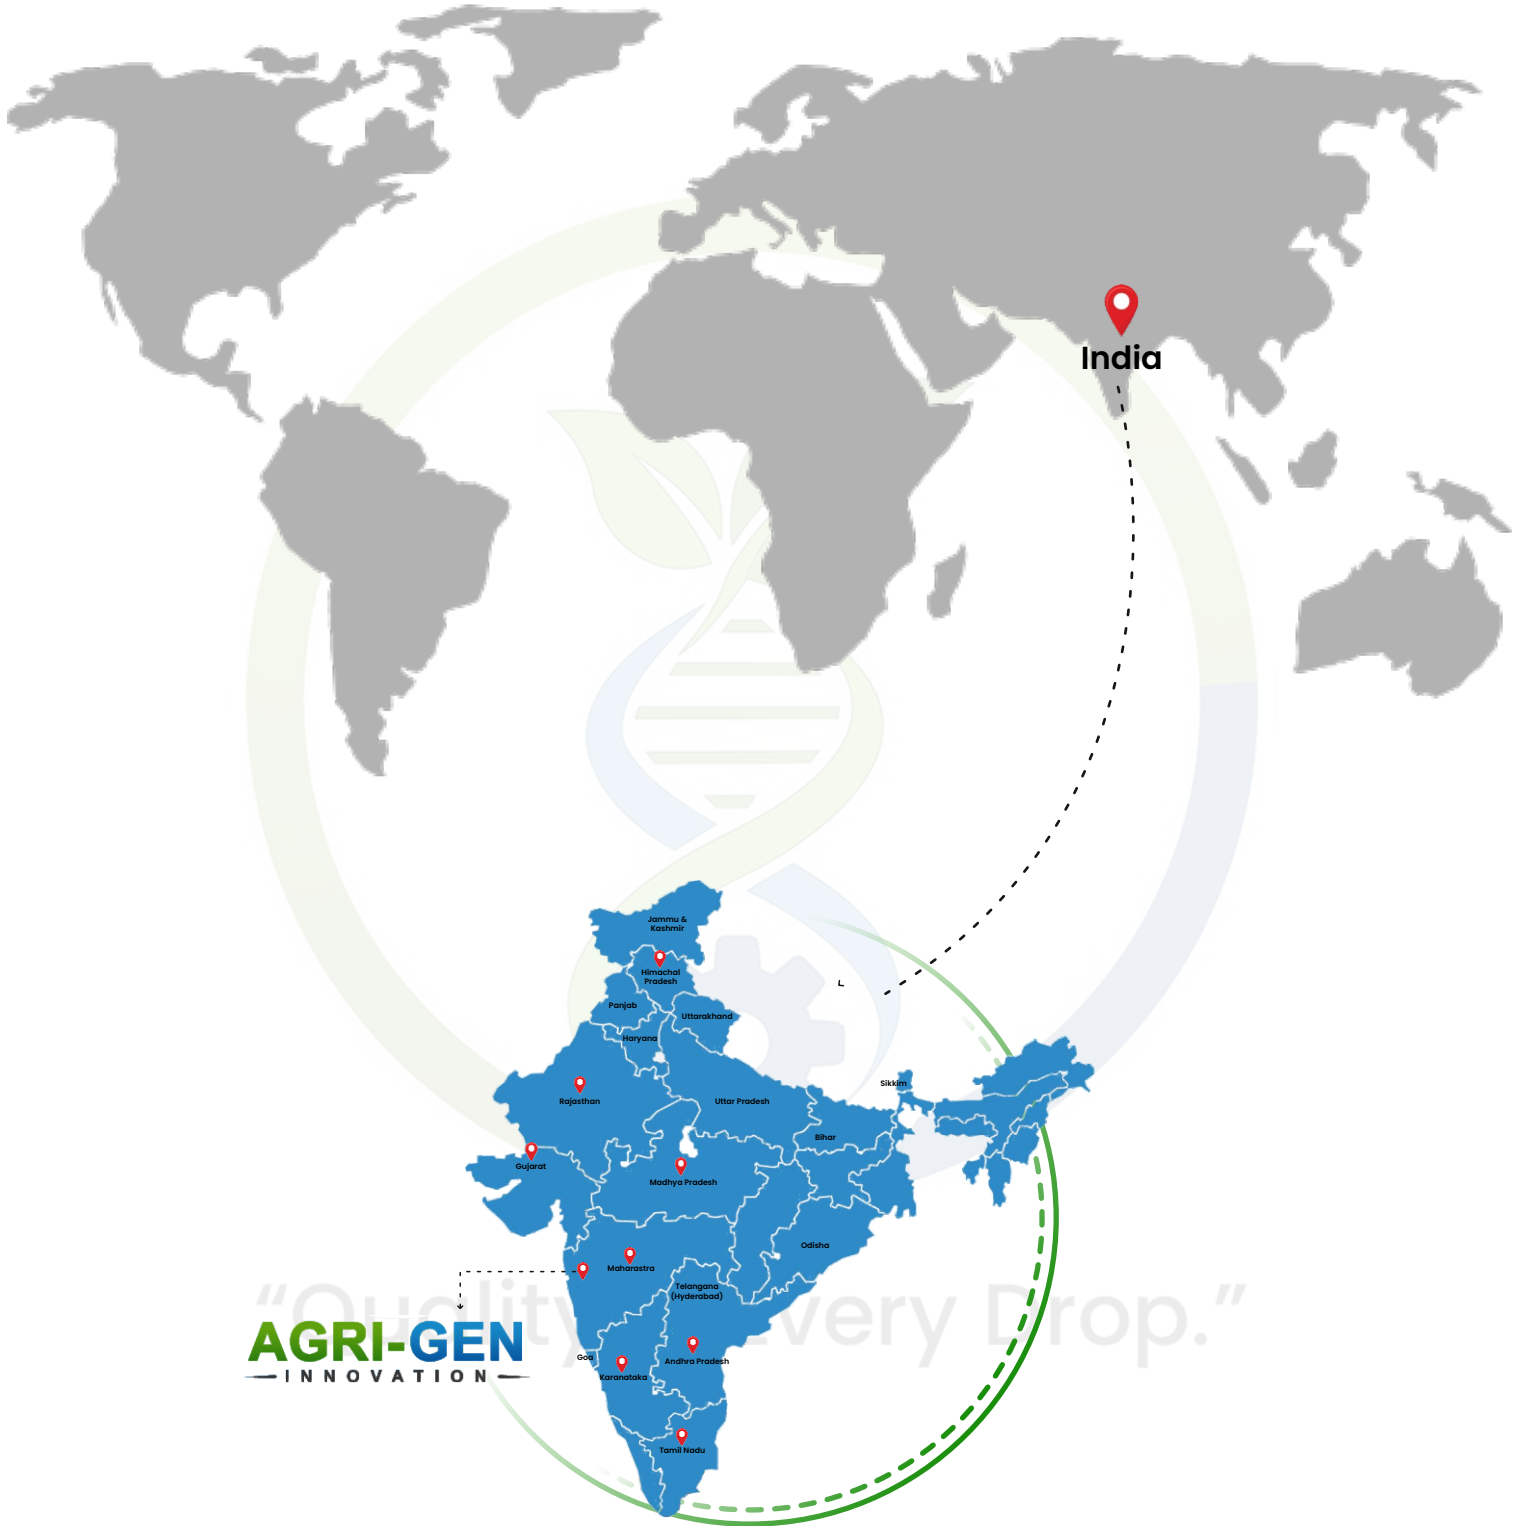 India
Jammu &
Kashmir
Himachal
Pradesh
Panjab
Uttarakhand
Haryana
Sikkim
Rajasthan
Uttar Pradesh
Bihar
Gujarat
Madhya Pradesh
Odisha
Maharastra
Telangana
(Hyderabad)
“Quality Every Drop.”
AGRI-GEN
INNOVATION
Goa
Andhra Pradesh
Karanataka
Tamil Nadu